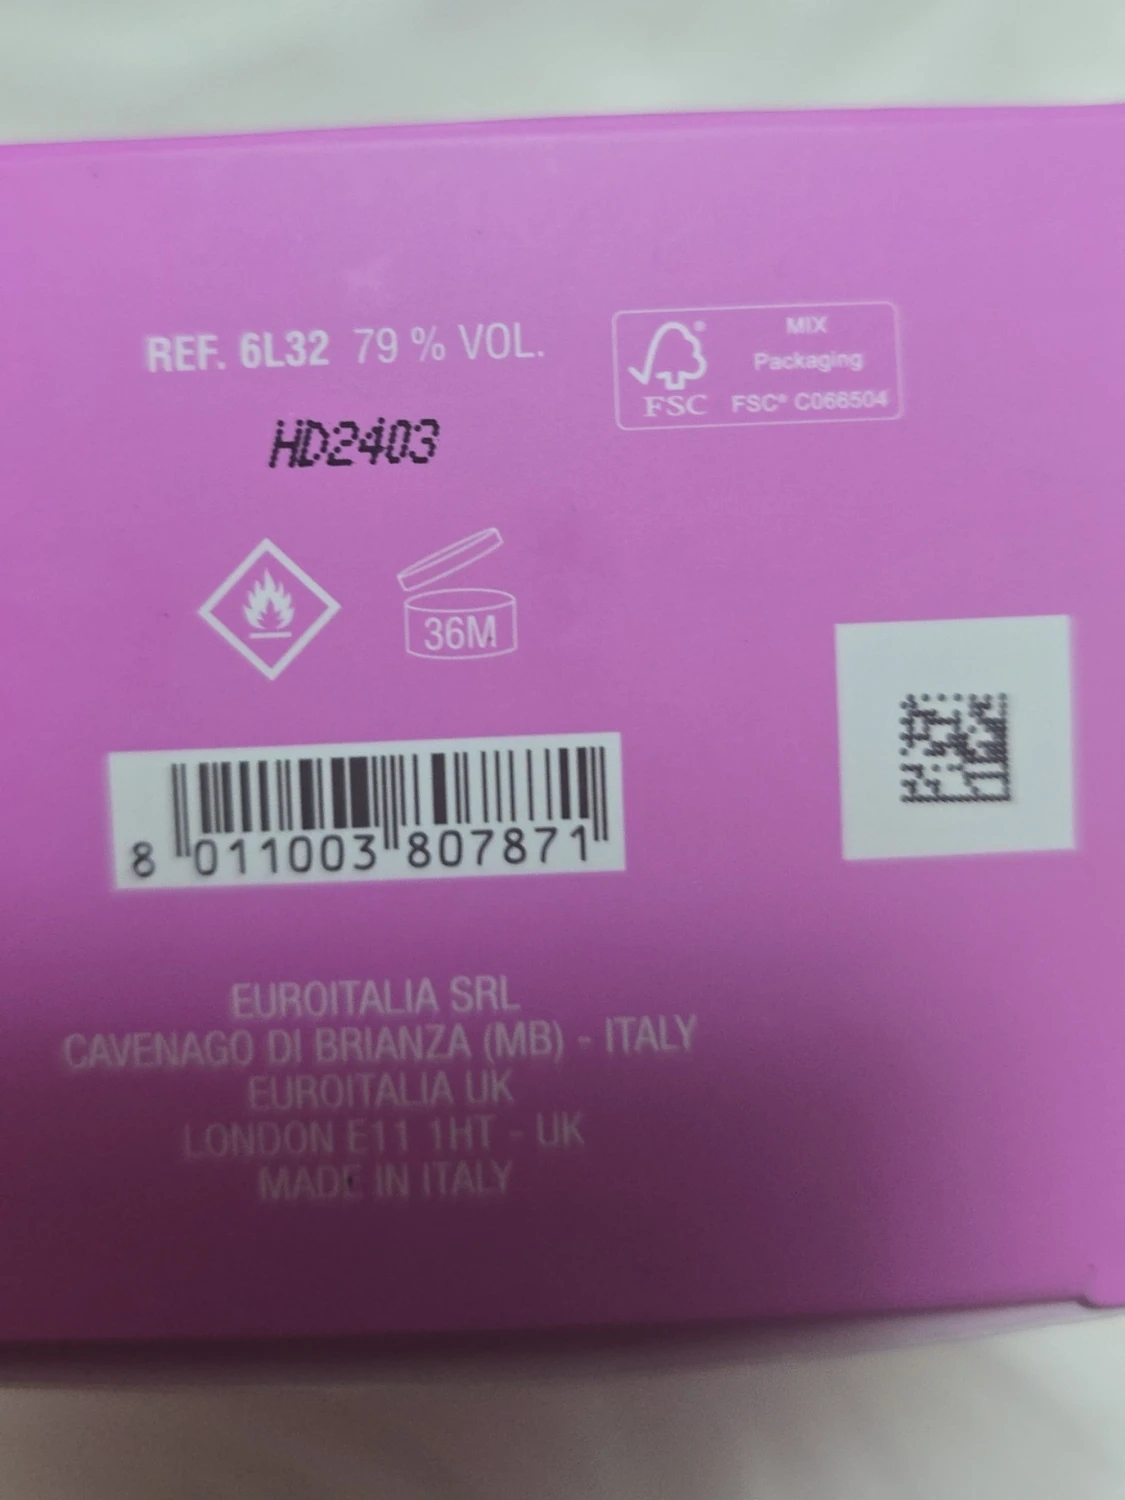 REF. 6L32 79 % VOL.
HD2403
MIX
Packaging
FSC® C066504
FSC
36M
8 011003 807871
EUROITALIA SRL
CAVENAGO DI BRIANZA (MB) - ITALY
EUROITALIA UK
LONDON E11 1HT - UK
MADE IN ITALY